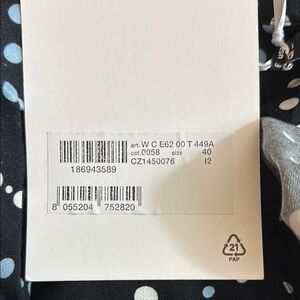 art. W C E62 00 T 449A
col. 0058 size 40
CZ1450076 I2
186943589
8 055204 752820
21
PAP